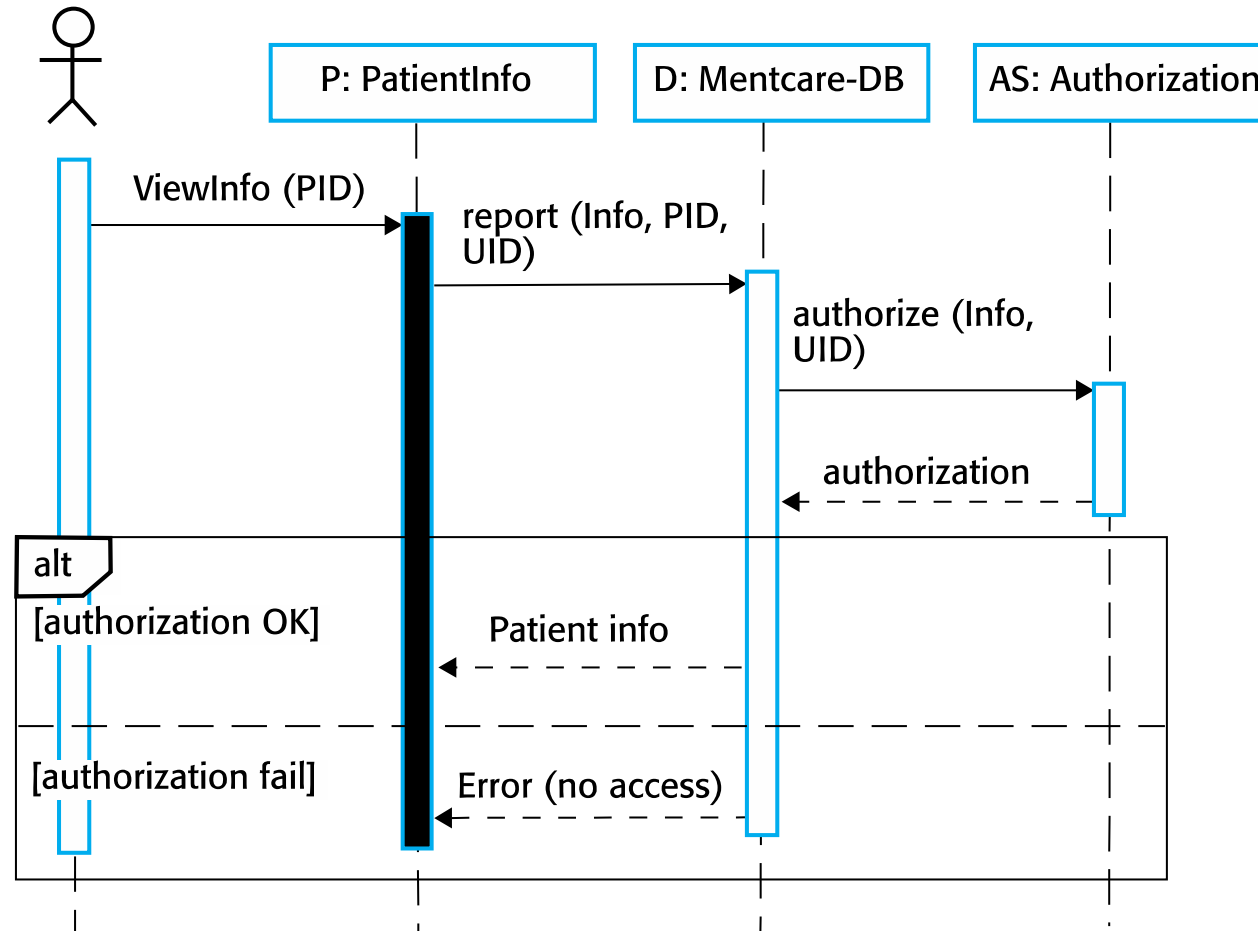 P: PatientInfo
D: Mentcare-DB
AS: Authorization
ViewInfo (PID)
report (Info, PID,
UID)
authorize (Info,
UID)
authorization
alt
[authorization OK]
Patient info
[authorization fail]
Error (no access)